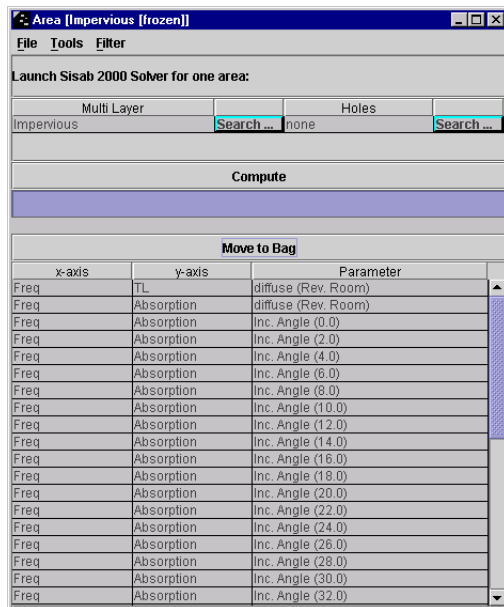 Area [Impervious [frozen]]
File Tools Filter
Launch Sisab 2000 Solver for one area:
Multi Layer Holes
Impervious Search ... none Search ...
Compute
Move to Bag
x-axis y-axis Parameter
Freq TL diffuse (Rev. Room)
Freq Absorption diffuse (Rev. Room)
Freq Absorption Inc. Angle (0.0)
Freq Absorption Inc. Angle (2.0)
Freq Absorption Inc. Angle (4.0)
Freq Absorption Inc. Angle (6.0)
Freq Absorption Inc. Angle (8.0)
Freq Absorption Inc. Angle (10.0)
Freq Absorption Inc. Angle (12.0)
Freq Absorption Inc. Angle (14.0)
Freq Absorption Inc. Angle (16.0)
Freq Absorption Inc. Angle (18.0)
Freq Absorption Inc. Angle (20.0)
Freq Absorption Inc. Angle (22.0)
Freq Absorption Inc. Angle (24.0)
Freq Absorption Inc. Angle (26.0)
Freq Absorption Inc. Angle (28.0)
Freq Absorption Inc. Angle (30.0)
Freq Absorption Inc. Angle (32.0)